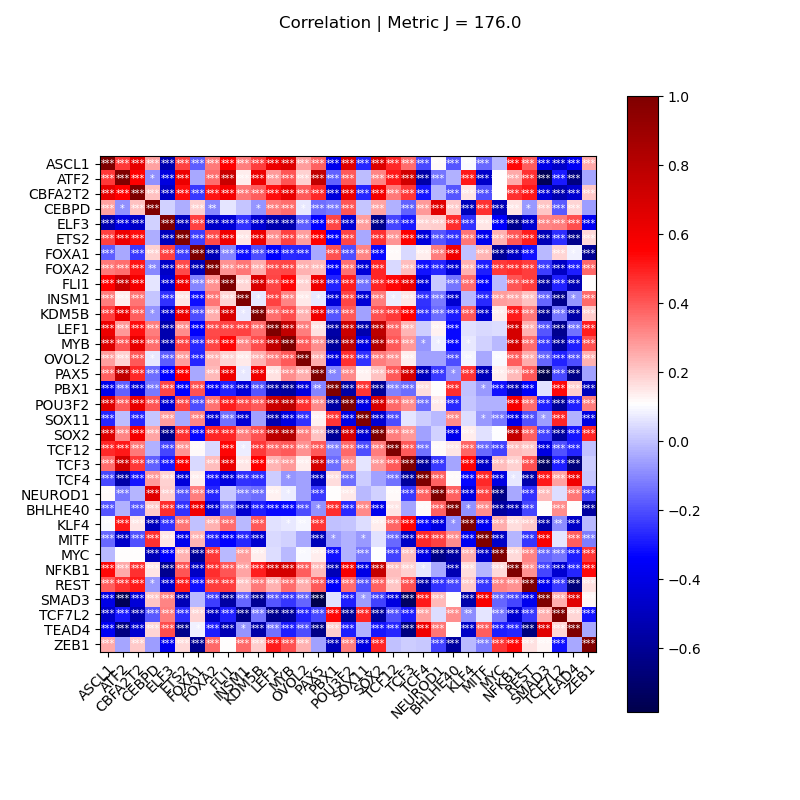 Correlation | Metric J = 176.0
ASCL1
ATF2
CBFA2T2
CEBPD
ELF3
ETS2
FOXA1
FOXA2
FLI1
INSM1
KDM5B
LEF1
MYB
OVOL2
PAX5
PBX1
POU3F2
SOX11
SOX2
TCF12
TCF3
TCF4
NEUROD1
BHLHE40
KLF4
MITF
MYC
NFKB1
REST
SMAD3
TCF7L2
TEAD4
ZEB1
ASCL1
ATF2
CBFA2T2
CEBPD
ELF3
ETS2
FOXA1
FOXA2
FLI1
INSM1
KDM5B
LEF1
MYB
OVOL2
PAX5
PBX1
POU3F2
SOX11
SOX2
TCF12
TCF3
TCF4
NEUROD1
BHLHE40
KLF4
MITF
MYC
NFKB1
REST
SMAD3
TCF7L2
TEAD4
ZEB1
1.0
0.8
0.6
0.4
0.2
0.0
−0.2
−0.4
−0.6